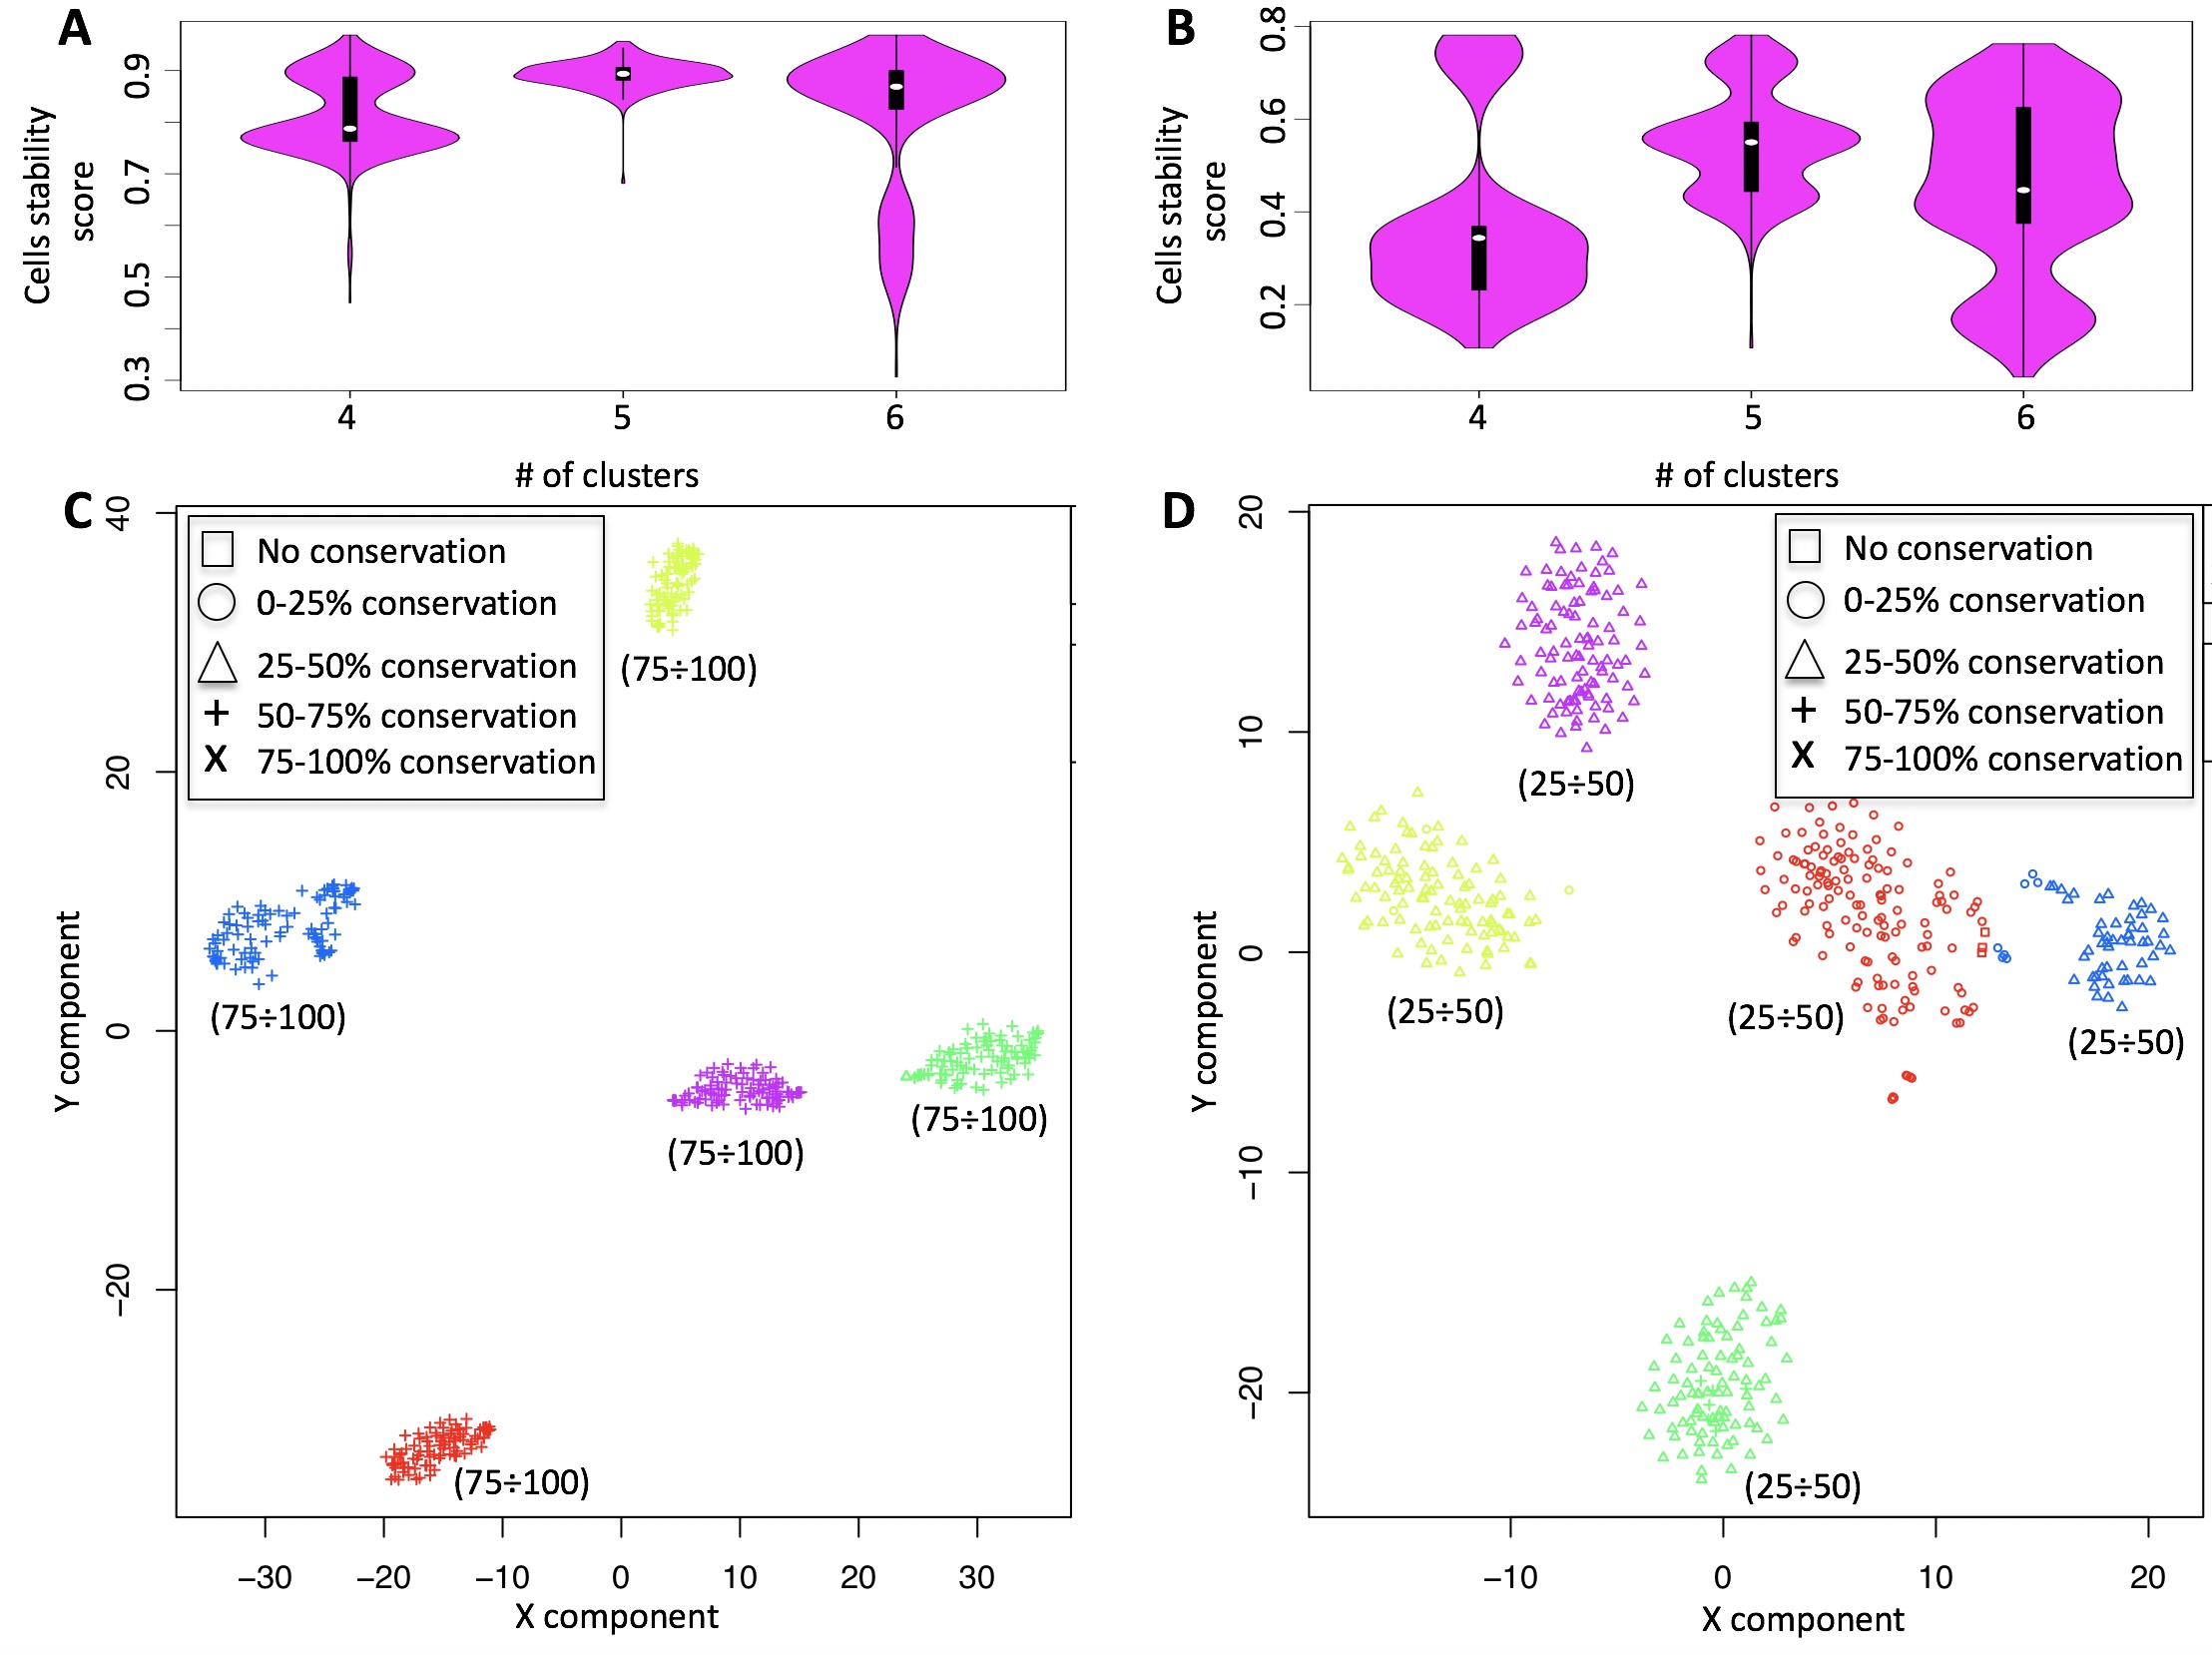 A
Cells stability
score
0.9
0.7
0.5
0.3
4
5
6
# of clusters
B
Cells stability
score
0.8
0.6
0.4
0.2
4
5
6
# of clusters
C
Y component
40
20
0
−20
No conservation
0-25% conservation
25-50% conservation
+ 50-75% conservation
X 75-100% conservation
(75÷100)
(75÷100)
(75÷100)
(75÷100)
(75÷100)
−30
−20
−10
0
10
20
30
X component
D
Y component
20
10
0
−10
−20
No conservation
0-25% conservation
25-50% conservation
+ 50-75% conservation
X 75-100% conservation
(25÷50)
(25÷50)
(25÷50)
(25÷50)
(25÷50)
−10
0
10
20
X component